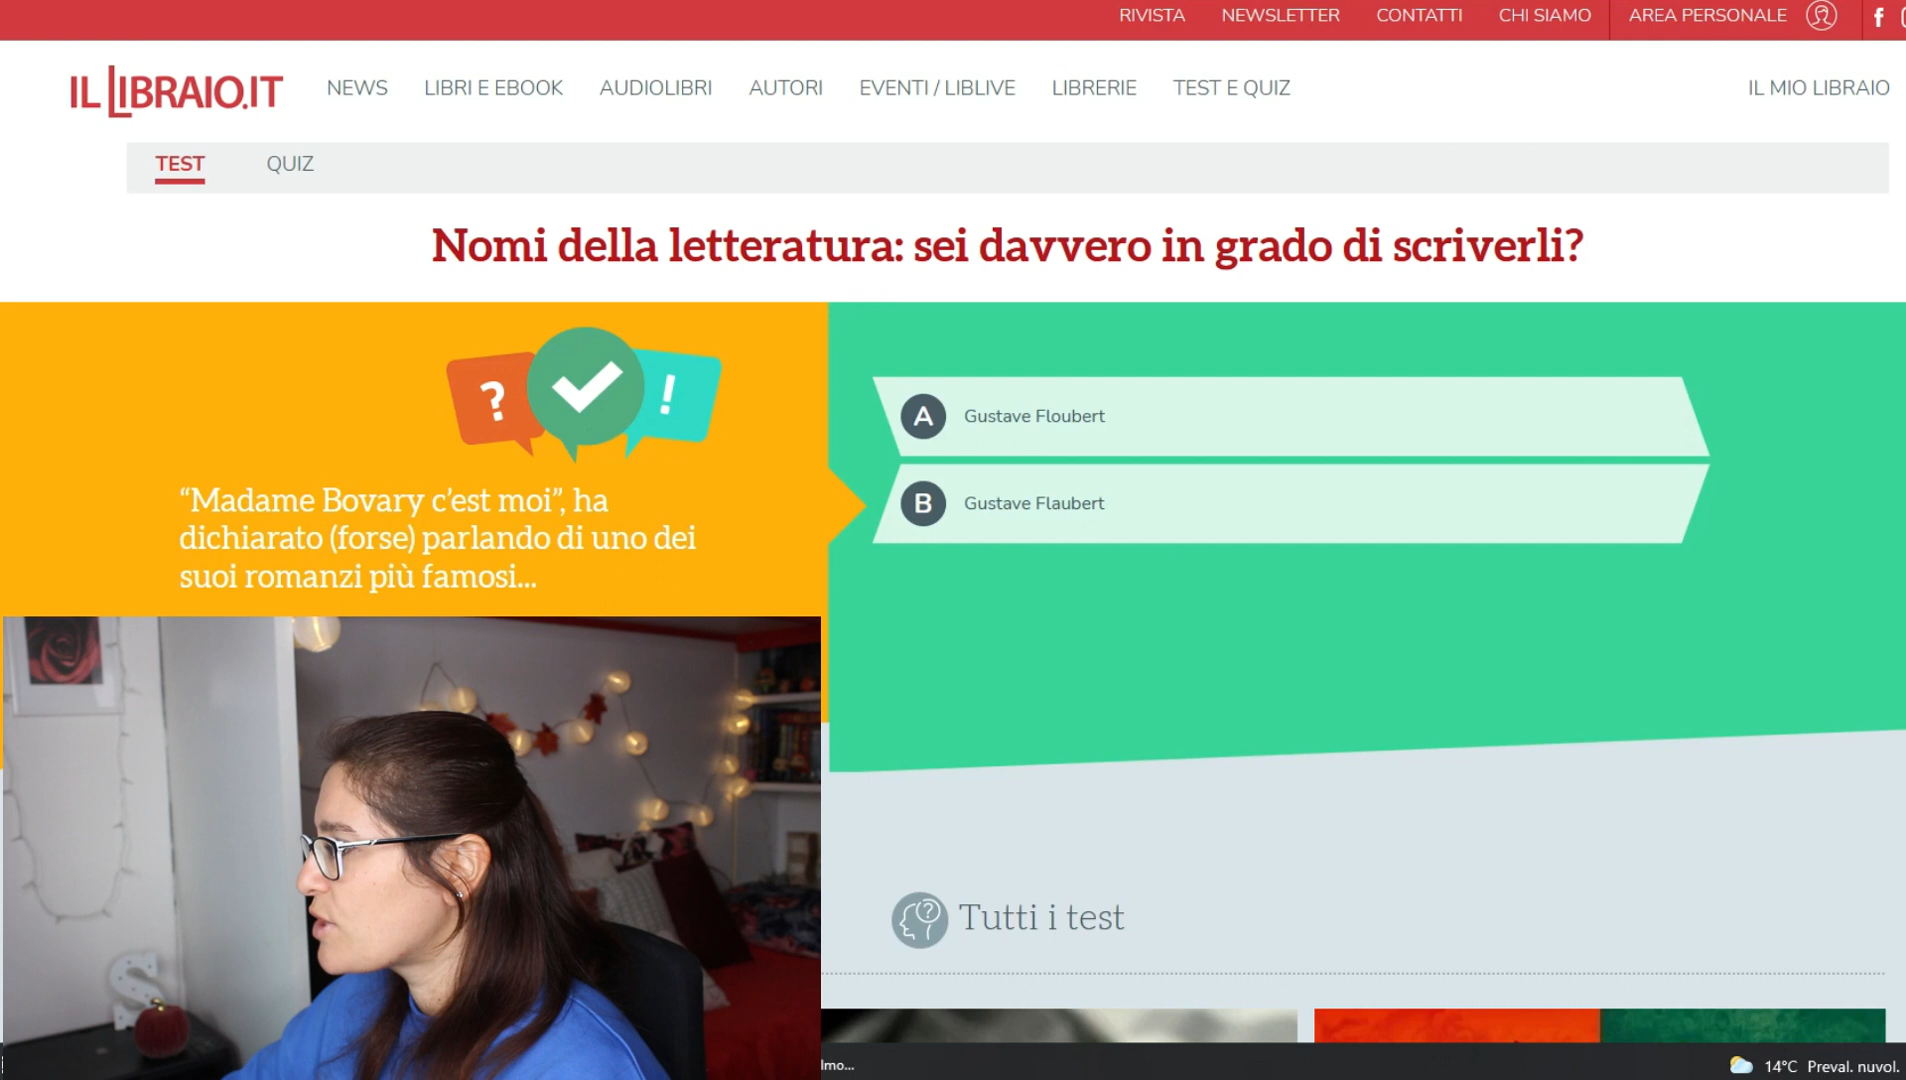 RIVISTA NEWSLETTER CONTATTI CHI SIAMO AREA PERSONALE
IL LIBRAIO.IT NEWS LIBRI E EBOOK AUDIOLIBRI AUTORI EVENTI / LIBLIVE LIBRERIE TEST E QUIZ IL MIO LIBRAIO
TEST QUIZ
Nomi della letteratura: sei davvero in grado di scriverli?
? !
“Madame Bovary c’est moi”, ha
dichiarato (forse) parlando di uno dei
suoi romanzi più famosi...
A Gustave Floubert
B Gustave Flaubert
S
? Tutti i test
lmo... 14°C Preval. nuvol.